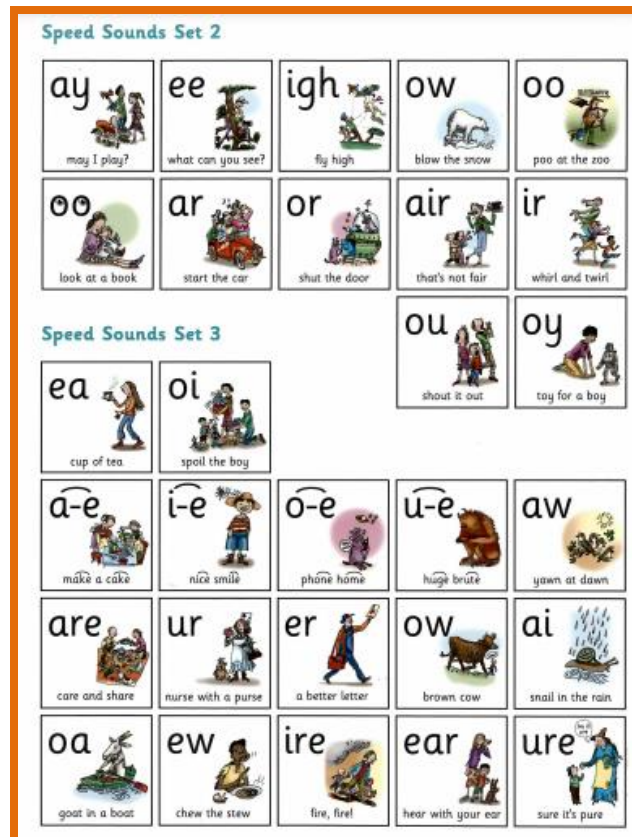 Speed Sounds Set 2
ay ee igh ow oo
may I play? what can you see? fly high blow the snow poo at the zoo
oo ar or air ir
look at a book start the car shut the door that's not fair whirl and twirl
ou oy
shout it out toy for a boy
Speed Sounds Set 3
ea oi
cup of tea spoil the boy
a-e i-e o-e u-e aw
make a cake nice smile phone home huge brute yawn at dawn
are ur er ow ai
care and share nurse with a purse a better letter brown cow snail in the rain
oa ew ire ear ure
goat in a boat chew the stew fire, fire! hear with your ear sure it's pure